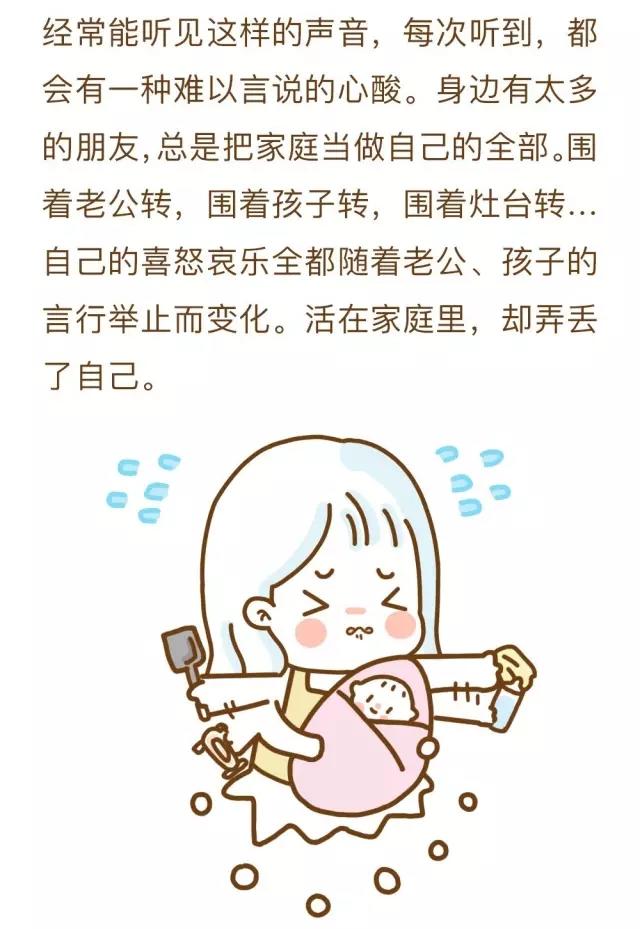 经常能听见这样的声音，每次听到，都
会有一种难以言说的心酸。身边有太多
的朋友,总是把家庭当做自己的全部。围
着老公转，围着孩子转，围着灶台转...
自己的喜怒哀乐全都随着老公、孩子的
言行举止而变化。活在家庭里，却弄丢
了自己。